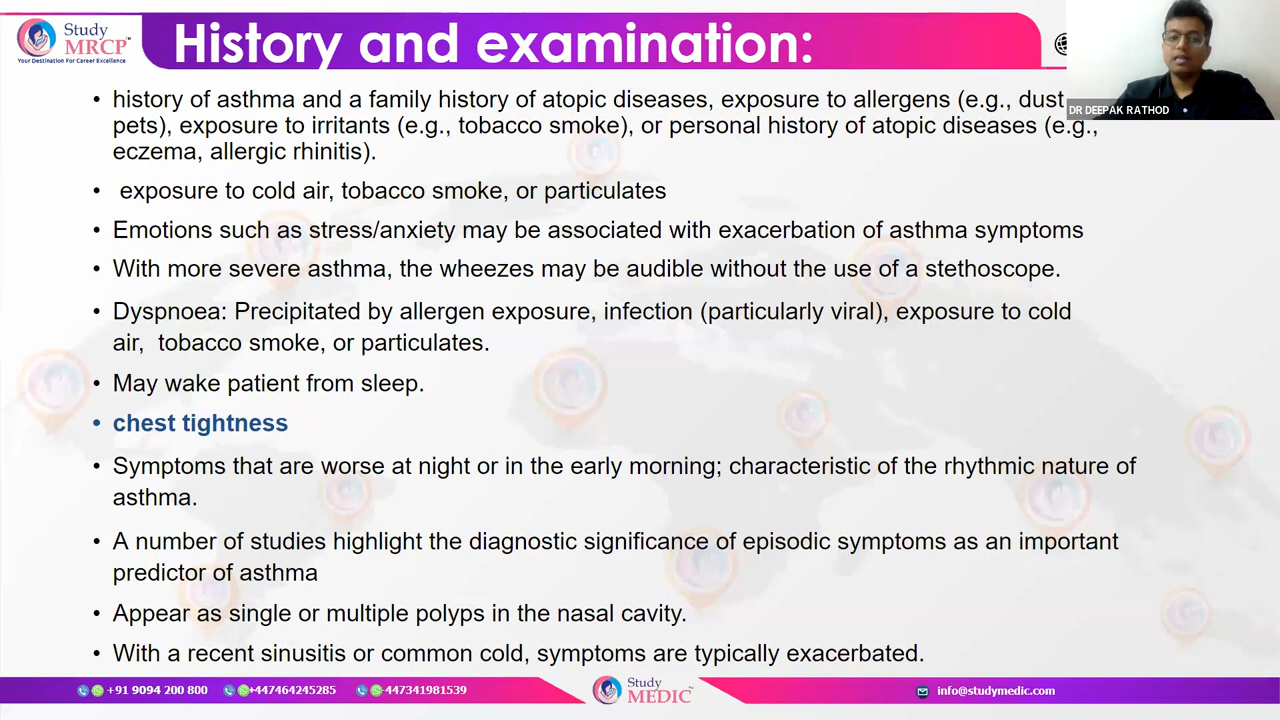 Study
MRCP™
Your Destination For Career Excellence
History and examination:
DR DEEPAK RATHOD
• history of asthma and a family history of atopic diseases, exposure to allergens (e.g., dust
pets), exposure to irritants (e.g., tobacco smoke), or personal history of atopic diseases (e.g.,
eczema, allergic rhinitis).
• exposure to cold air, tobacco smoke, or particulates
• Emotions such as stress/anxiety may be associated with exacerbation of asthma symptoms
• With more severe asthma, the wheezes may be audible without the use of a stethoscope.
• Dyspnoea: Precipitated by allergen exposure, infection (particularly viral), exposure to cold
air, tobacco smoke, or particulates.
• May wake patient from sleep.
• chest tightness
• Symptoms that are worse at night or in the early morning; characteristic of the rhythmic nature of
asthma.
• A number of studies highlight the diagnostic significance of episodic symptoms as an important
predictor of asthma
• Appear as single or multiple polyps in the nasal cavity.
• With a recent sinusitis or common cold, symptoms are typically exacerbated.
+91 9094 200 800
+447464245285
447341981539
Study
MEDIC™
info@studymedic.com